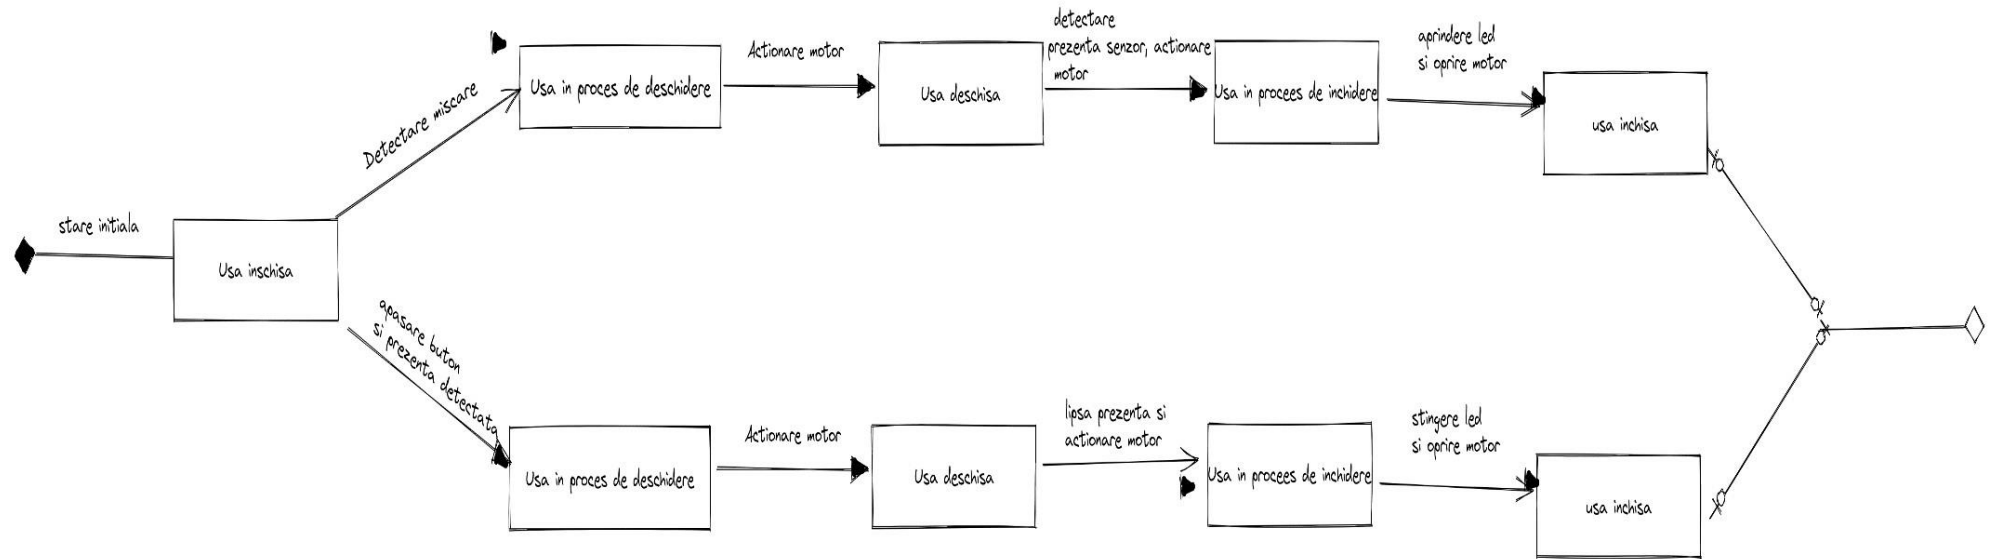 stare initiala
Usa inschisa
Detectare miscare
Usa in proces de deschidere
Actionare motor
Usa deschisa
detectare
prezenta senzor, actionare
motor
Usa in procees de inchidere
aprindere led
si oprire motor
usa inchisa
apasare buton
si prezenta detectata
Usa in proces de deschidere
Actionare motor
Usa deschisa
lipsa prezenta si
actionare motor
Usa in procees de inchidere
stingere led
si oprire motor
usa inchisa